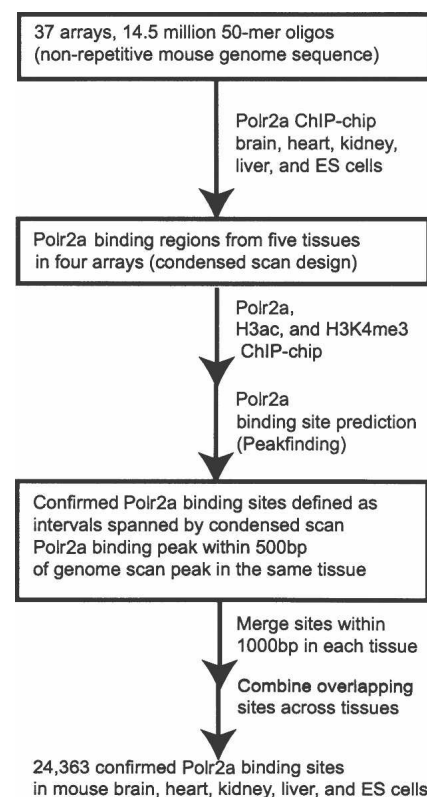 37 arrays, 14.5 million 50-mer oligos
(non-repetitive mouse genome sequence)
Polr2a ChIP-chip
brain, heart, kidney,
liver, and ES cells
Polr2a binding regions from five tissues
in four arrays (condensed scan design)
Polr2a,
H3ac, and H3K4me3
ChIP-chip
Polr2a
binding site prediction
(Peakfinding)
Confirmed Polr2a binding sites defined as
intervals spanned by condensed scan
Polr2a binding peak within 500bp
of genome scan peak in the same tissue
Merge sites within
1000bp in each tissue
Combine overlapping
sites across tissues
24,363 confirmed Polr2a binding sites
in mouse brain, heart, kidney, liver, and ES cells